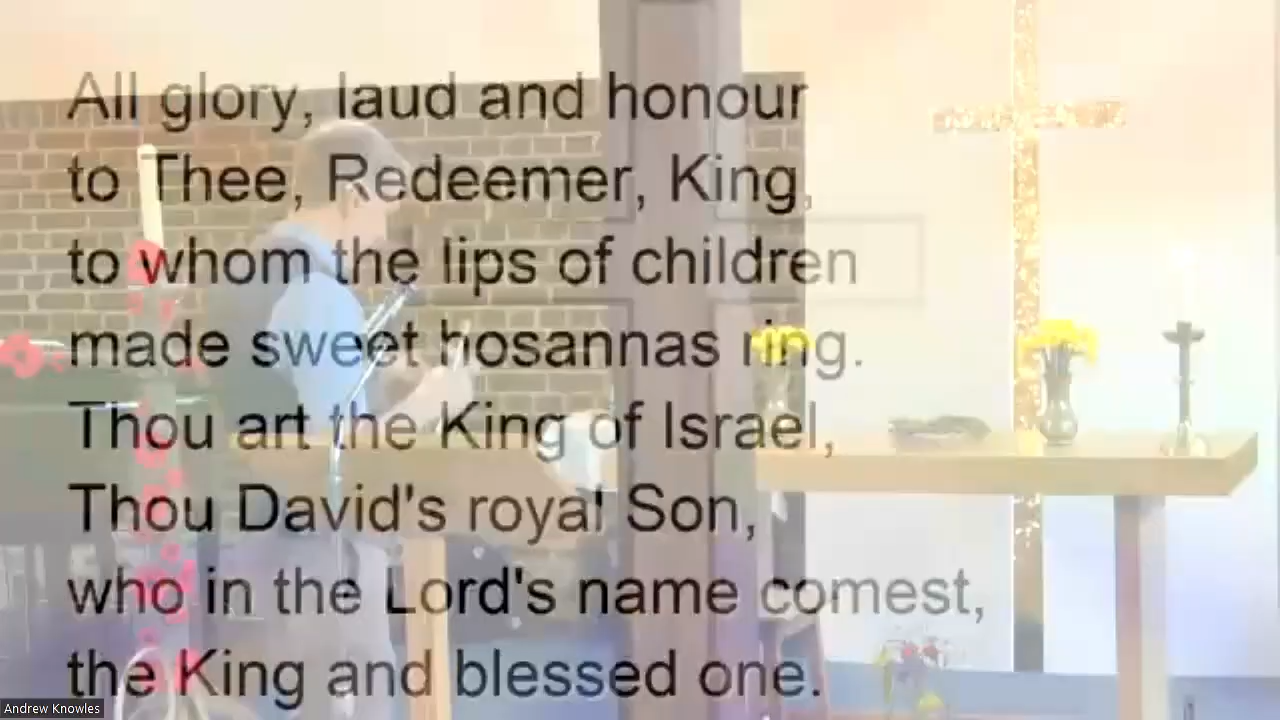 All glory, laud and honour
to Thee, Redeemer, King,
to whom the lips of children
made sweet hosannas ring.
Thou art the King of Israel,
Thou David's royal Son,
who in the Lord's name comest,
the King and blessed one.
Andrew Knowles